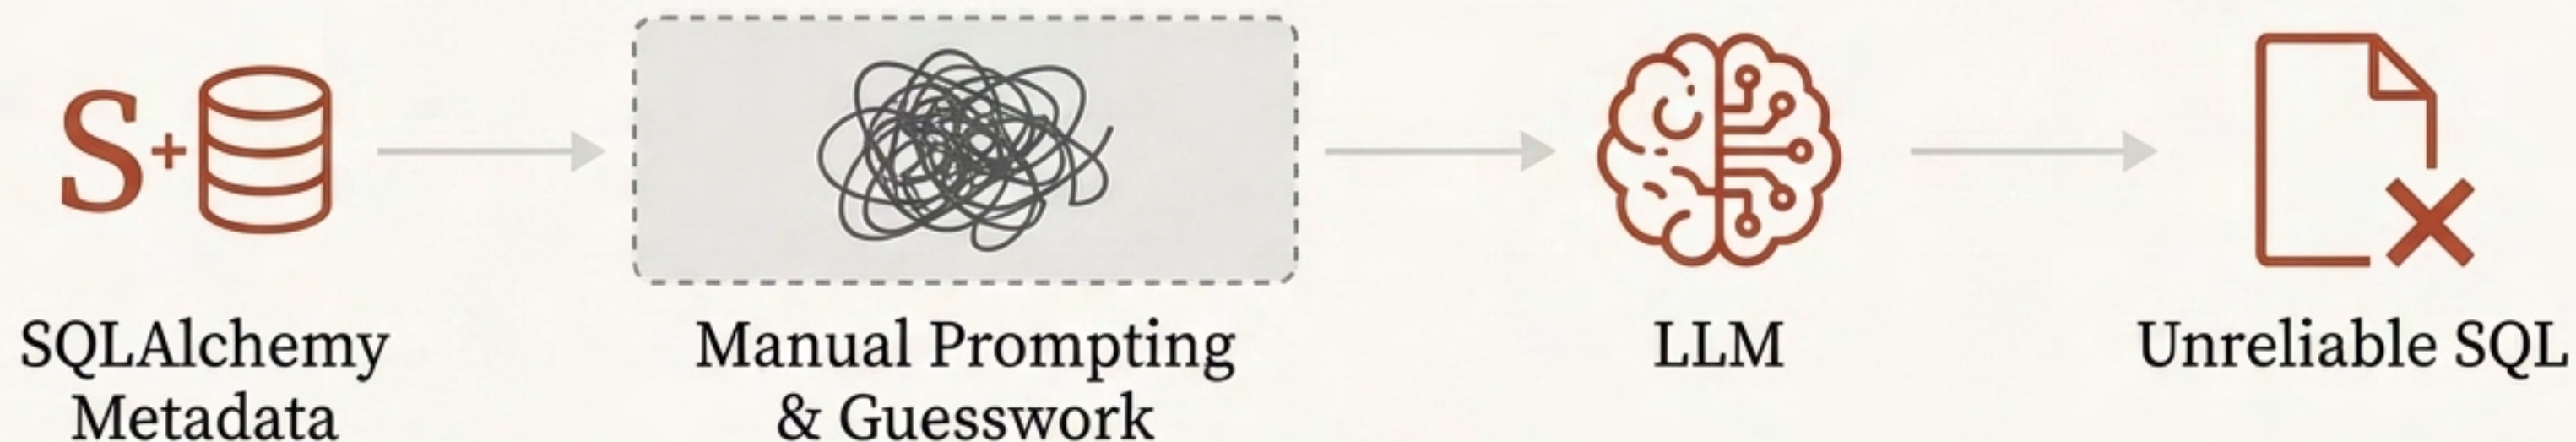 S+
SQLAlchemy
Metadata
Manual Prompting
& Guesswork
LLM
Unreliable SQL